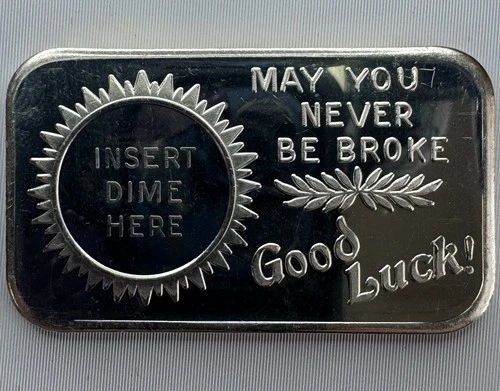 INSERT
DIME
HERE
MAY YOU
NEVER
BE BROKE
Good
Luck!